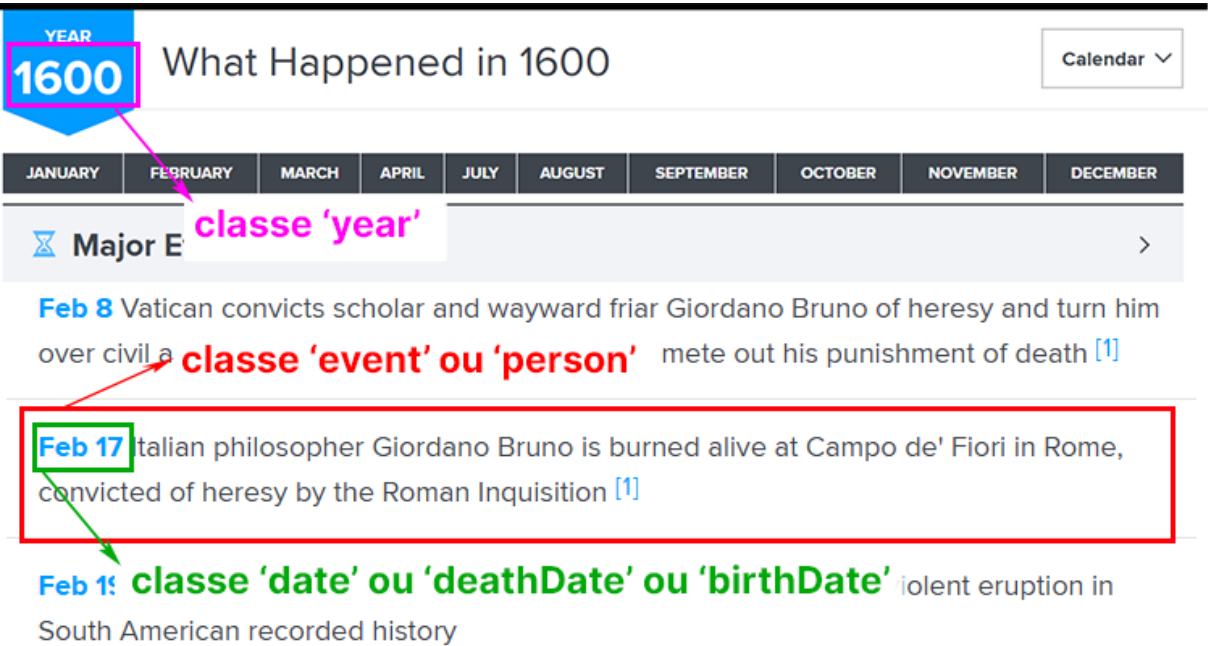 YEAR
1600
What Happened in 1600
Calendar
JANUARY FEBRUARY MARCH APRIL JULY AUGUST SEPTEMBER OCTOBER NOVEMBER DECEMBER
classe ‘year’
Major E
Feb 8 Vatican convicts scholar and wayward friar Giordano Bruno of heresy and turn him
over civil a classe ‘event’ ou ‘person’ mete out his punishment of death [1]
Feb 17 Italian philosopher Giordano Bruno is burned alive at Campo de' Fiori in Rome,
convicted of heresy by the Roman Inquisition [1]
Feb 19 classe ‘date’ ou ‘deathDate’ ou ‘birthDate’ violent eruption in
South American recorded history